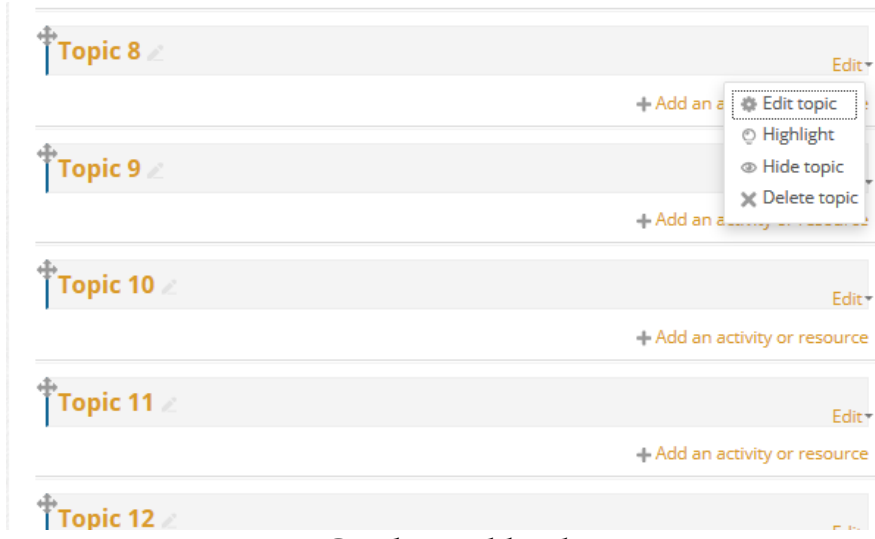 Topic 8
Edit
Add an a
Edit topic
Highlight
Hide topic
Delete topic
Topic 9
Add an a
Topic 10
Edit
Add an activity or resource
Topic 11
Edit
Add an activity or resource
Topic 12